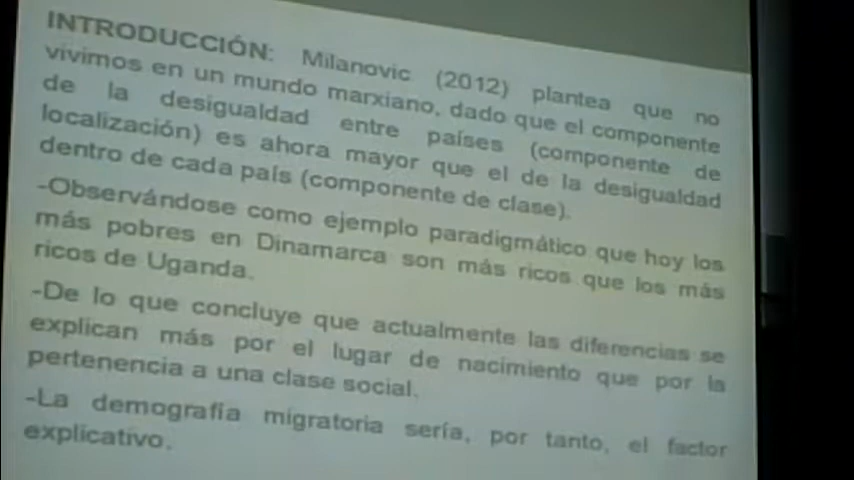 INTRODUCCIÓN: Milanovic (2012) plantea que no
vivimos en un mundo marxiano, dado que el componente
de la desigualdad entre países (componente de
localización) es ahora mayor que el de la desigualdad
dentro de cada país (componente de clase).
-Observándose como ejemplo paradigmático que hoy los
más pobres en Dinamarca son más ricos que los más
ricos de Uganda.
-De lo que concluye que actualmente las diferencias se
explican más por el lugar de nacimiento que por la
pertenencia a una clase social.
-La demografía migratoria sería, por tanto, el factor
explicativo.